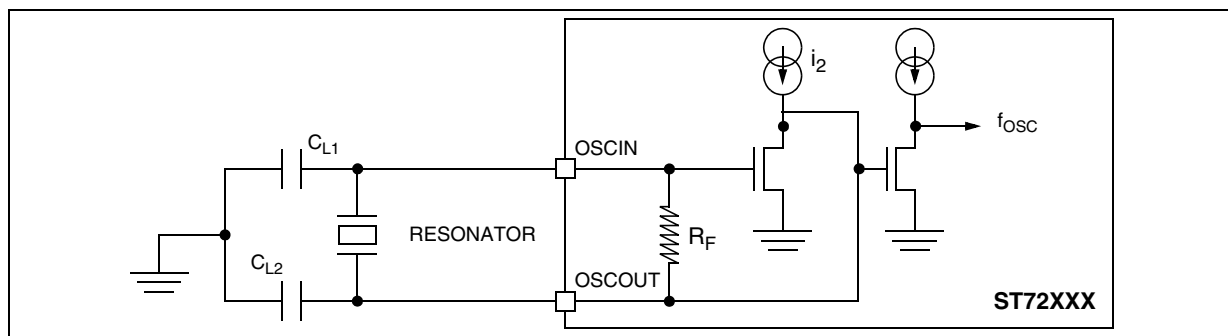 i2
fOSC
CL1
OSCIN
RESONATOR
RF
CL2
OSCOUT
ST72XXX